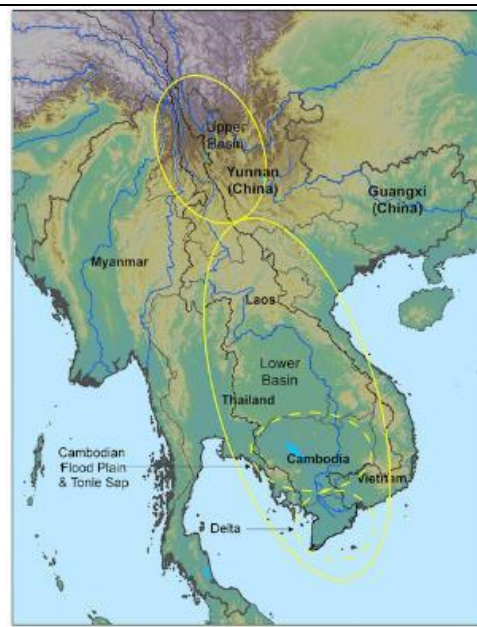 Upper
Basin
Yunnan
(China)
Guangxi
(China)
Myanmar
Laos
Lower
Basin
Thailand
Cambodian
Flood Plain
& Tonle Sap
Cambodia
Vietnam
Delta